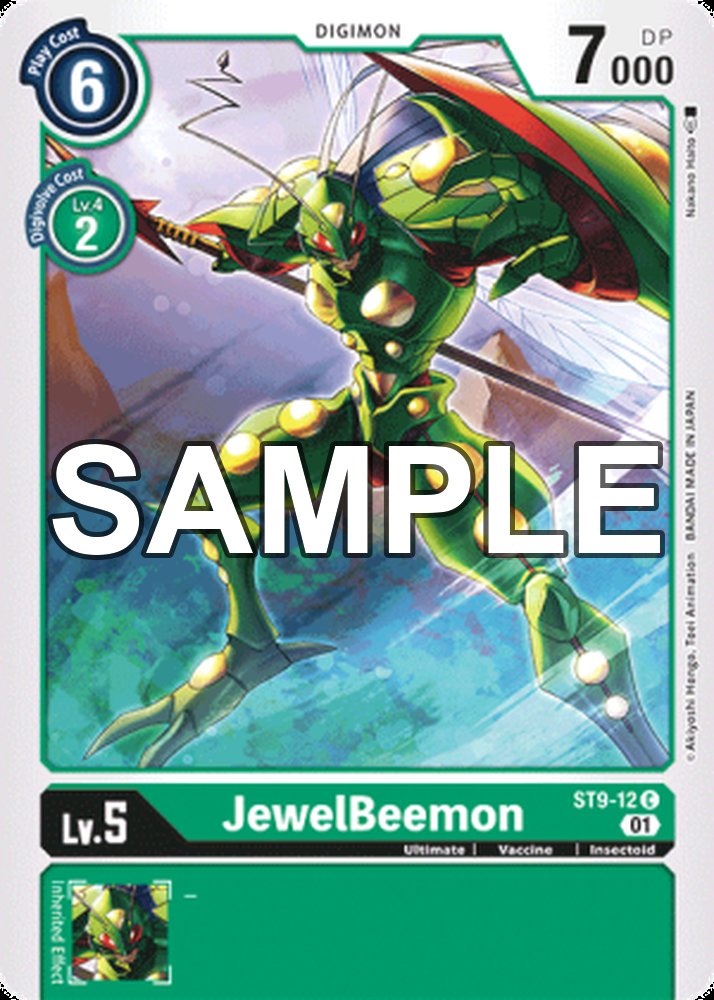 DIGIMON
Play Cost
6
DP
7000
Digivolve Cost
Lv.4
2
Nakano Haito
SAMPLE
© Akiyoshi Hongo, Toei Animation BANDAI MADE IN JAPAN
Lv.5
JewelBeemon
ST9-12 C
01
Ultimate | Vaccine | Insectoid
Inherited Effect
–